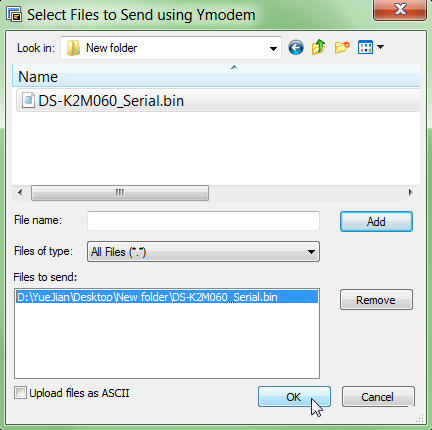 Select Files to Send using Ymodem
Look in: New folder
Name
DS-K2M060_Serial.bin
File name:
Add
Files of type: All Files (*.*)
Files to send:
D:\YueJian\Desktop\New folder\DS-K2M060_Serial.bin
Remove
Upload files as ASCII
OK
Cancel